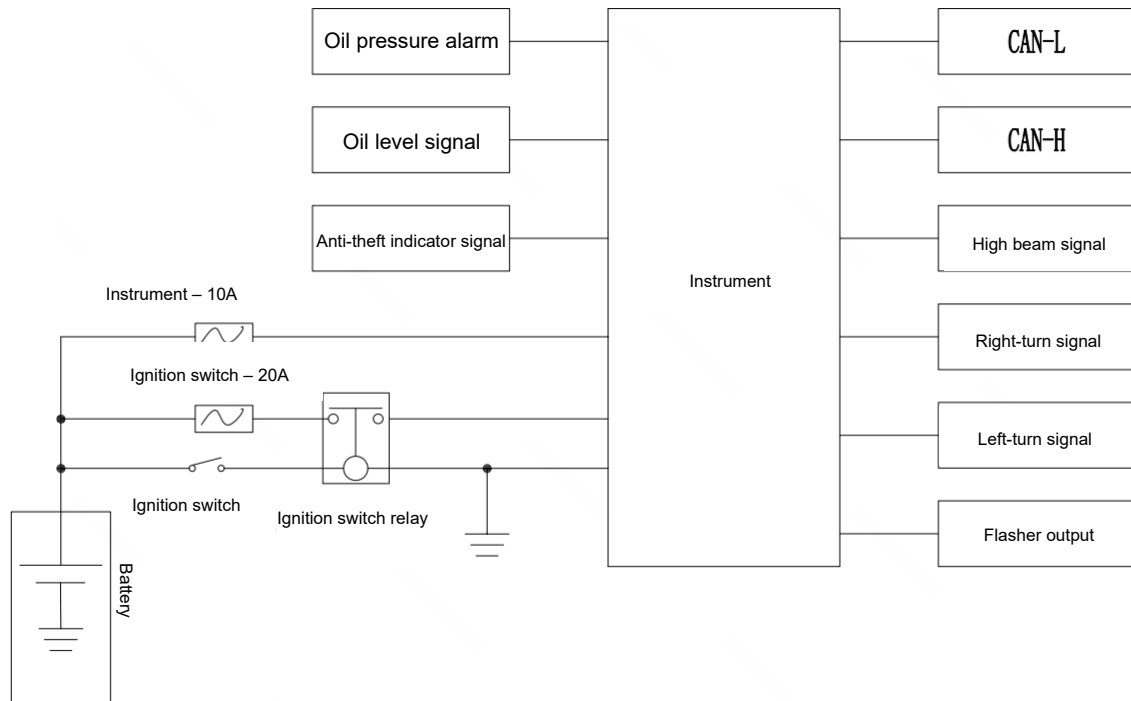 Oil pressure alarm
CAN-L
Oil level signal
CAN-H
Anti-theft indicator signal
High beam signal
Instrument
Instrument – 10A
Right-turn signal
Ignition switch – 20A
Left-turn signal
Ignition switch
Ignition switch relay
Flasher output
Battery